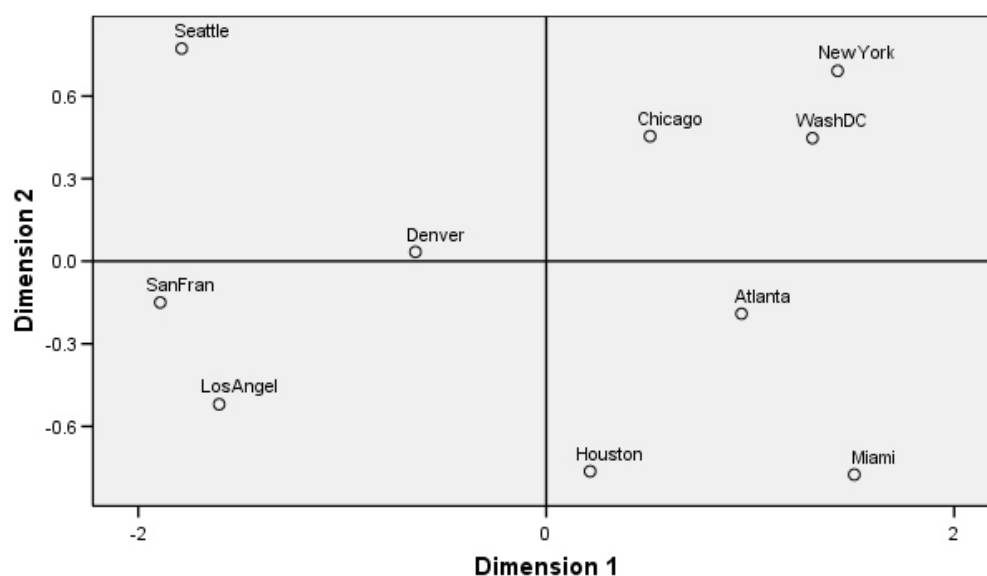 Seattle
NewYork
Chicago
WashDC
Denver
SanFran
Atlanta
LosAngel
Houston
Miami
0.6
0.3
0.0
-0.3
-0.6
Dimension 2
-2
0
2
Dimension 1